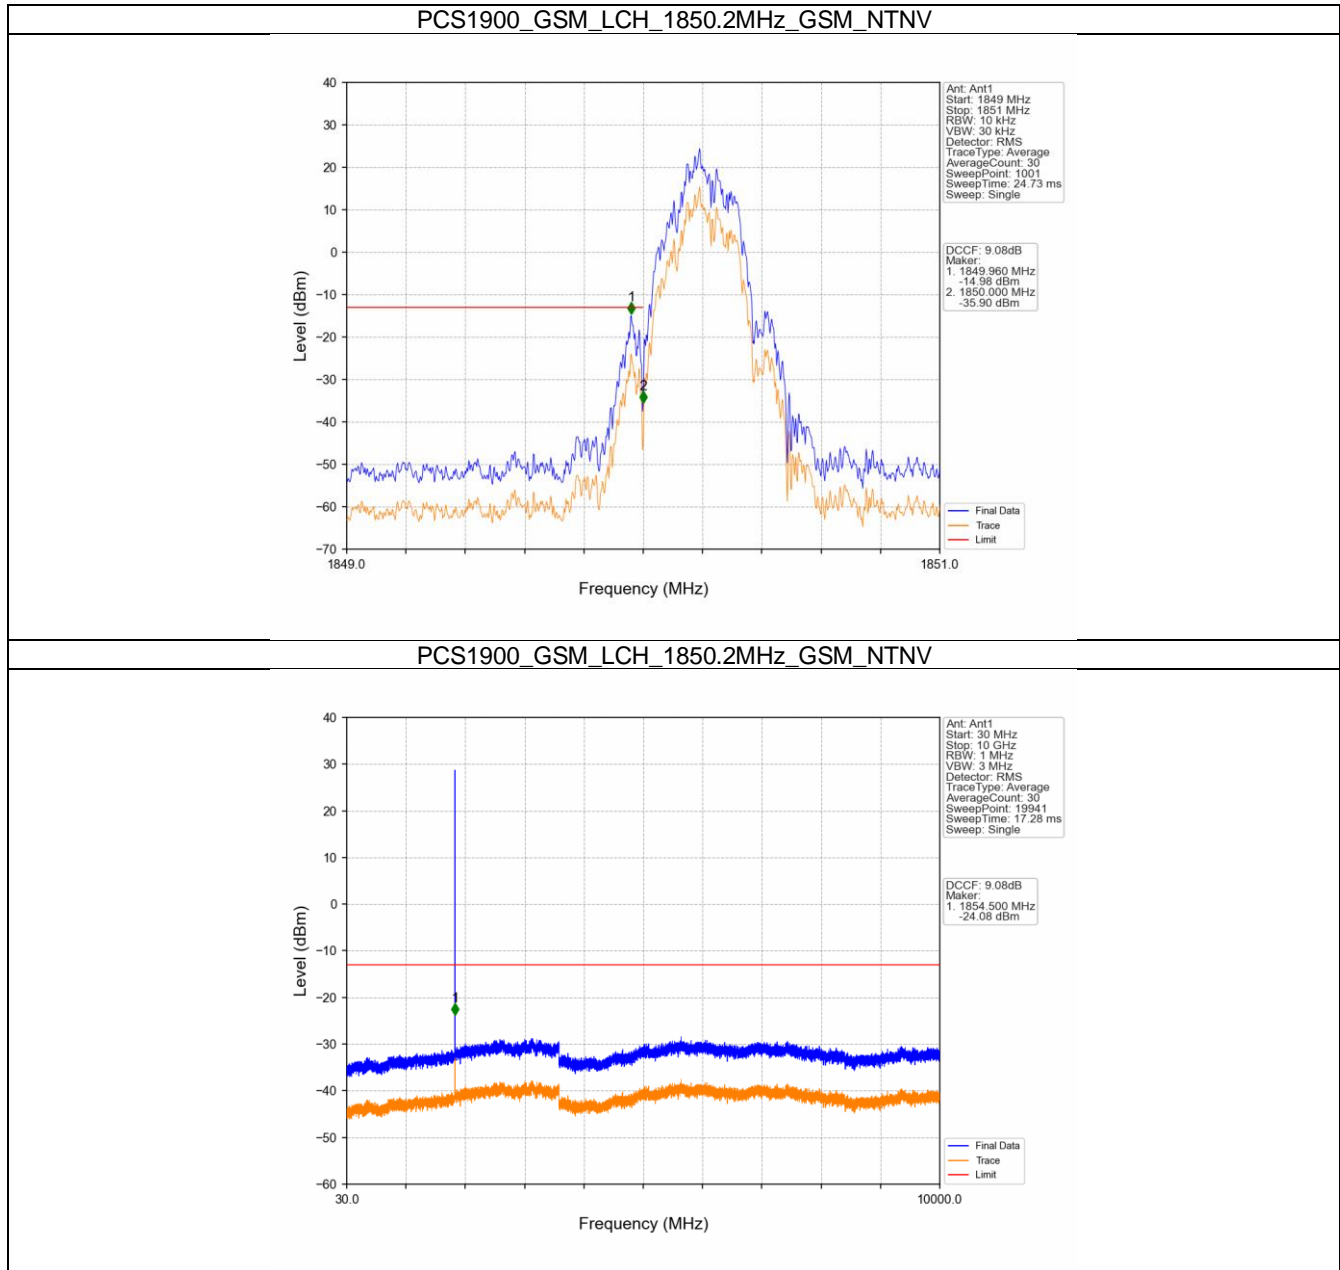 PCS1900_GSM_LCH_1850.2MHz_GSM_NTNV
40
30
20
10
0
−10
−20
−30
−40
−50
−60
−70
Level (dBm)
1849.0
1851.0
Frequency (MHz)
1
2
Ant: Ant1
Start: 1849 MHz
Stop: 1851 MHz
RBW: 10 kHz
VBW: 30 kHz
Detector: RMS
TraceType: Average
AverageCount: 30
SweepPoint: 1001
SweepTime: 24.73 ms
Sweep: Single
DCCF: 9.08dB
Maker:
1. 1849.960 MHz
-14.98 dBm
2. 1850.000 MHz
-35.90 dBm
Final Data
Trace
Limit
PCS1900_GSM_LCH_1850.2MHz_GSM_NTNV
40
30
20
10
0
−10
−20
−30
−40
−50
−60
Level (dBm)
30.0
10000.0
Frequency (MHz)
1
Ant: Ant1
Start: 30 MHz
Stop: 10 GHz
RBW: 1 MHz
VBW: 3 MHz
Detector: RMS
TraceType: Average
AverageCount: 30
SweepPoint: 19941
SweepTime: 17.28 ms
Sweep: Single
DCCF: 9.08dB
Maker:
1. 1854.500 MHz
-24.08 dBm
Final Data
Trace
Limit